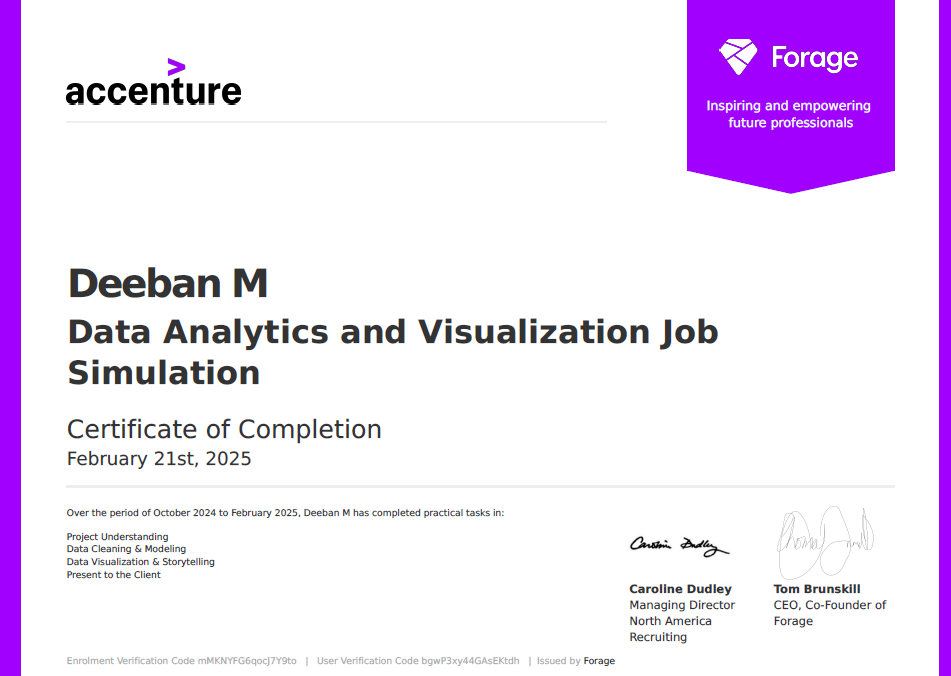 accenture
Forage
Inspiring and empowering
future professionals
Deeban M
Data Analytics and Visualization Job
Simulation
Certificate of Completion
February 21st, 2025
Over the period of October 2024 to February 2025, Deeban M has completed practical tasks in:
Project Understanding
Data Cleaning & Modeling
Data Visualization & Storytelling
Present to the Client
Caroline Dudley
Caroline Dudley
Managing Director
North America
Recruiting
Tom Brunskill
CEO, Co-Founder of
Forage
Enrolment Verification Code mMKNYFG6qocJ7Y9to | User Verification Code bgwP3xy44GAsEKtdh | Issued by Forage